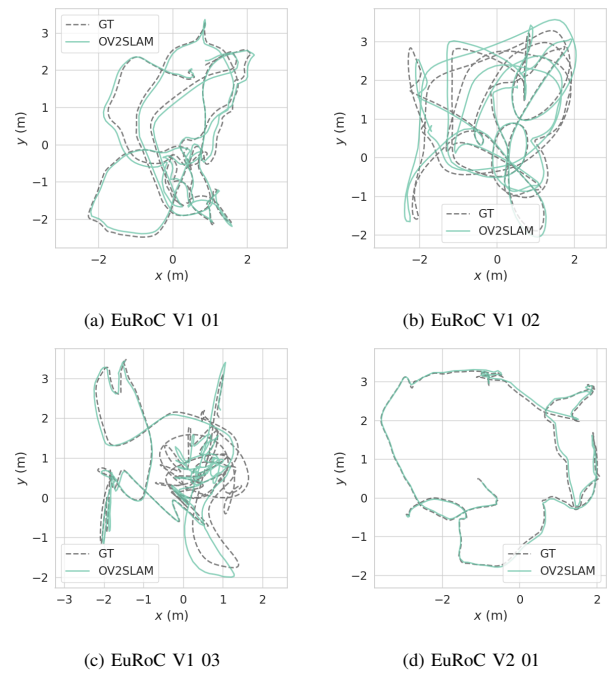 3
2
1
0
−1
−2
y (m)
GT
OV2SLAM
−2 0 2
x (m)
(a) EuRoC V1 01
3
2
1
0
−1
−2
y (m)
GT
OV2SLAM
−2 0 2
x (m)
(b) EuRoC V1 02
3
2
1
0
−1
−2
y (m)
GT
OV2SLAM
−3 −2 −1 0 1 2
x (m)
(c) EuRoC V1 03
3
2
1
0
−1
−2
y (m)
GT
OV2SLAM
−2 0 2
x (m)
(d) EuRoC V2 01